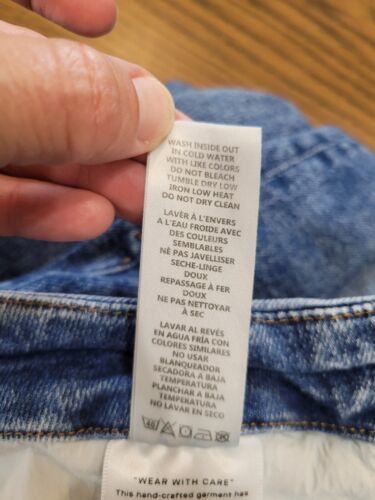 WASH INSIDE OUT
IN COLD WATER
WITH LIKE COLORS
DO NOT BLEACH
TUMBLE DRY LOW
IRON LOW HEAT
DO NOT DRY CLEAN
LAVÉR À L'ENVERS
A L'EAU FROIDE AVEC
DES COULEURS
SEMBLABLES
NÈ PAS JAVELLISER
SECHE-LINGE
DOUX
REPASSAGE À FER
DOUX
NE PAS NETTOYAR
À SEC
LAVAR AL REVÉS
EN AGUA FRÍA CON
COLORES SIMILARES
NO USAR
BLANQUEADOR
SECADORA A BAJA
TEMPERATURA
PLANCHAR A BAJA
TEMPERATURA
NO LAVAR EN SECO
"WEAR WITH CARE"
This hand-crafted garment has